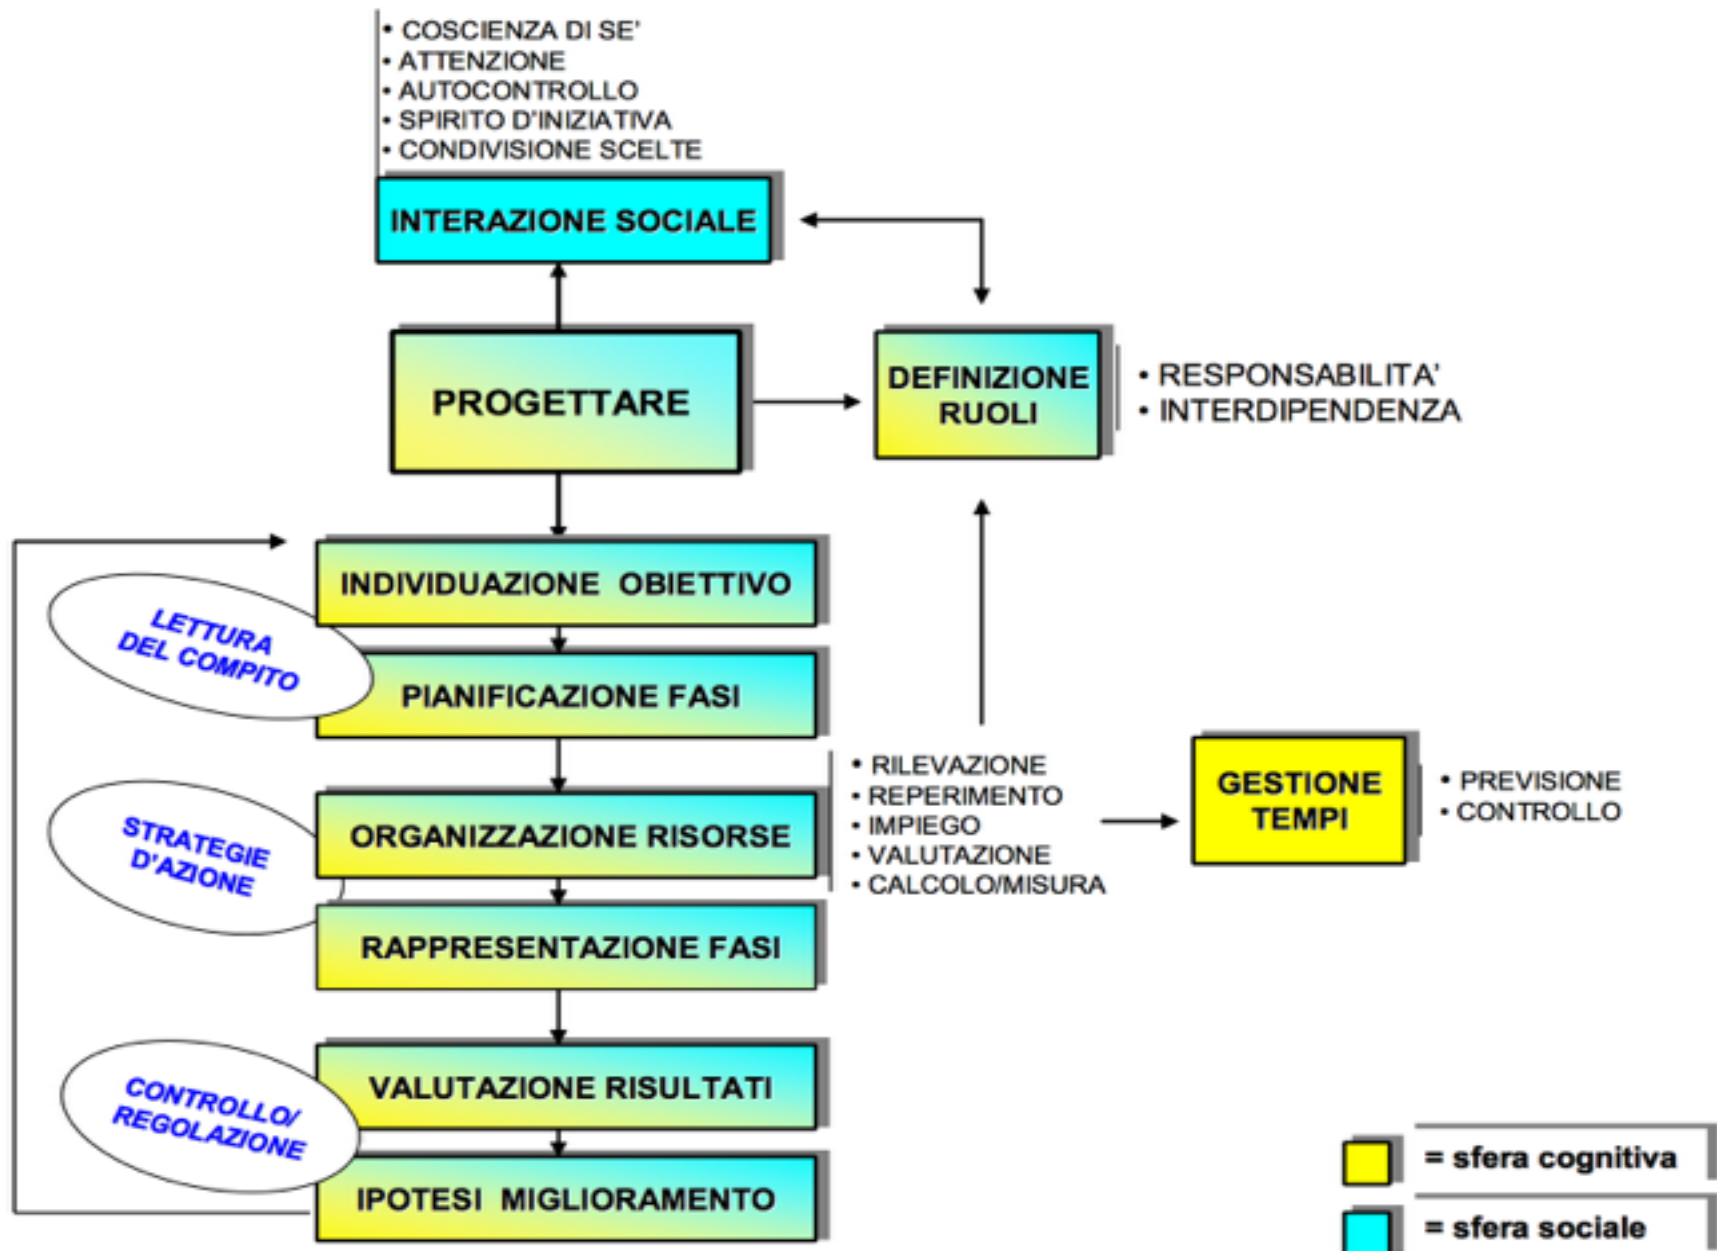 • COSCIENZA DI SE'
• ATTENZIONE
• AUTOCONTROLLO
• SPIRITO D'INIZIATIVA
• CONDIVISIONE SCELTE
INTERAZIONE SOCIALE
PROGETTARE
DEFINIZIONE
RUOLI
• RESPONSABILITA'
• INTERDIPENDENZA
INDIVIDUAZIONE OBIETTIVO
LETTURA
DEL COMPITO
PIANIFICAZIONE FASI
STRATEGIE
D'AZIONE
ORGANIZZAZIONE RISORSE
• RILEVAZIONE
• REPERIMENTO
• IMPIEGO
• VALUTAZIONE
• CALCOLO/MISURA
GESTIONE
TEMPI
• PREVISIONE
• CONTROLLO
RAPPRESENTAZIONE FASI
CONTROLLO/
REGOLAZIONE
VALUTAZIONE RISULTATI
IPOTESI MIGLIORAMENTO
= sfera cognitiva
= sfera sociale